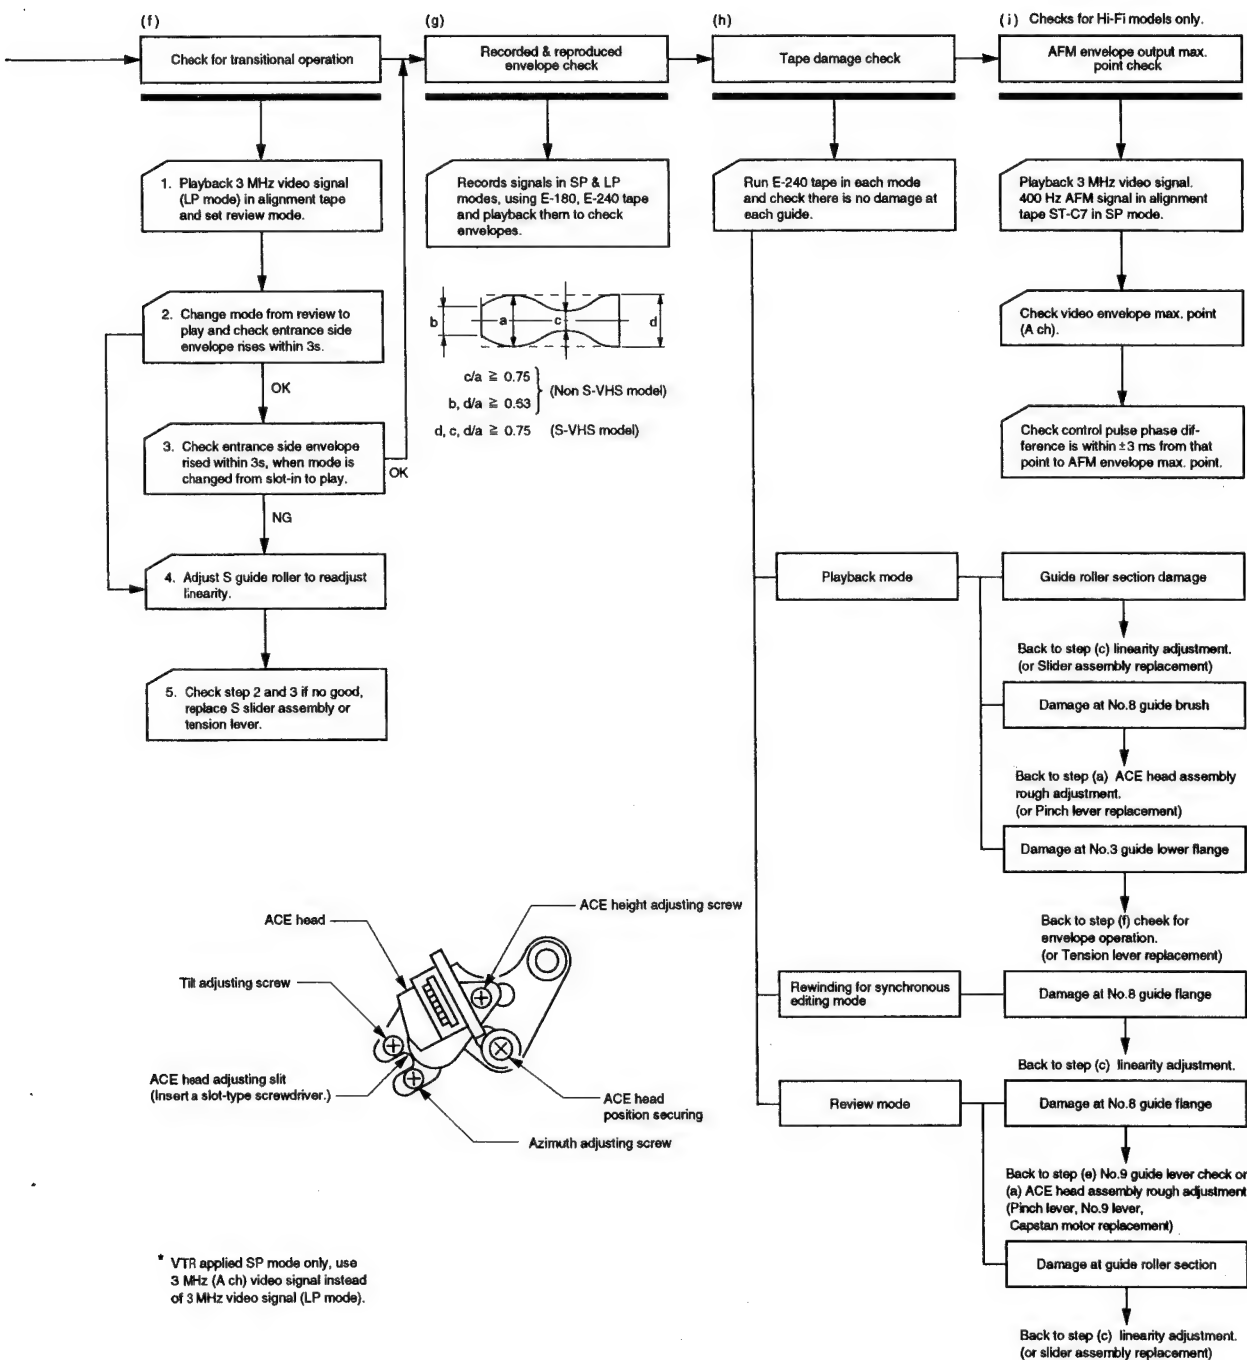 (f)
Check for transitional operation
1. Playback 3 MHz video signal
(LP mode) in alignment tape
and set review mode.
2. Change mode from review to
play and check entrance side
envelope rises within 3s.
OK
3. Check entrance side envelope
rised within 3s, when mode is
changed from slot-in to play.
OK
NG
4. Adjust S guide roller to readjust
linearity.
5. Check step 2 and 3 if no good,
replace S slider assembly or
tension lever.
(g)
Recorded & reproduced
envelope check
Records signals in SP & LP
modes, using E-180, E-240 tape
and playback them to check
envelopes.
b
a
c
d
c/a ≧ 0.75
b, d/a ≧ 0.63
(Non S-VHS model)
d, c, d/a ≧ 0.75 (S-VHS model)
(h)
Tape damage check
Run E-240 tape in each mode
and check there is no damage at
each guide.
(i) Checks for Hi-Fi models only.
AFM envelope output max.
point check
Playback 3 MHz video signal.
400 Hz AFM signal in alignment
tape ST-C7 in SP mode.
Check video envelope max. point
(A ch).
Check control pulse phase dif-
ference is within ±3 ms from that
point to AFM envelope max. point.
Playback mode
Guide roller section damage
Back to step (c) linearity adjustment.
(or Slider assembly replacement)
Damage at No.8 guide brush
Back to step (a) ACE head assembly
rough adjustment.
(or Pinch lever replacement)
Damage at No.3 guide lower flange
Back to step (f) cheek for
envelope operation.
(or Tension lever replacement)
Rewinding for synchronous
editing mode
Damage at No.8 guide flange
Back to step (c) linearity adjustment.
Review mode
Damage at No.8 guide flange
Back to step (e) No.9 guide lever check or
(a) ACE head assembly rough adjustment
(Pinch lever, No.9 lever,
Capstan motor replacement)
Damage at guide roller section
Back to step (c) linearity adjustment.
(or slider assembly replacement)
ACE head
ACE height adjusting screw
Tilt adjusting screw
ACE head adjusting slit
(Insert a slot-type screwdriver.)
ACE head
position securing
Azimuth adjusting screw
* VTR applied SP mode only, use
3 MHz (A ch) video signal instead
of 3 MHz video signal (LP mode).